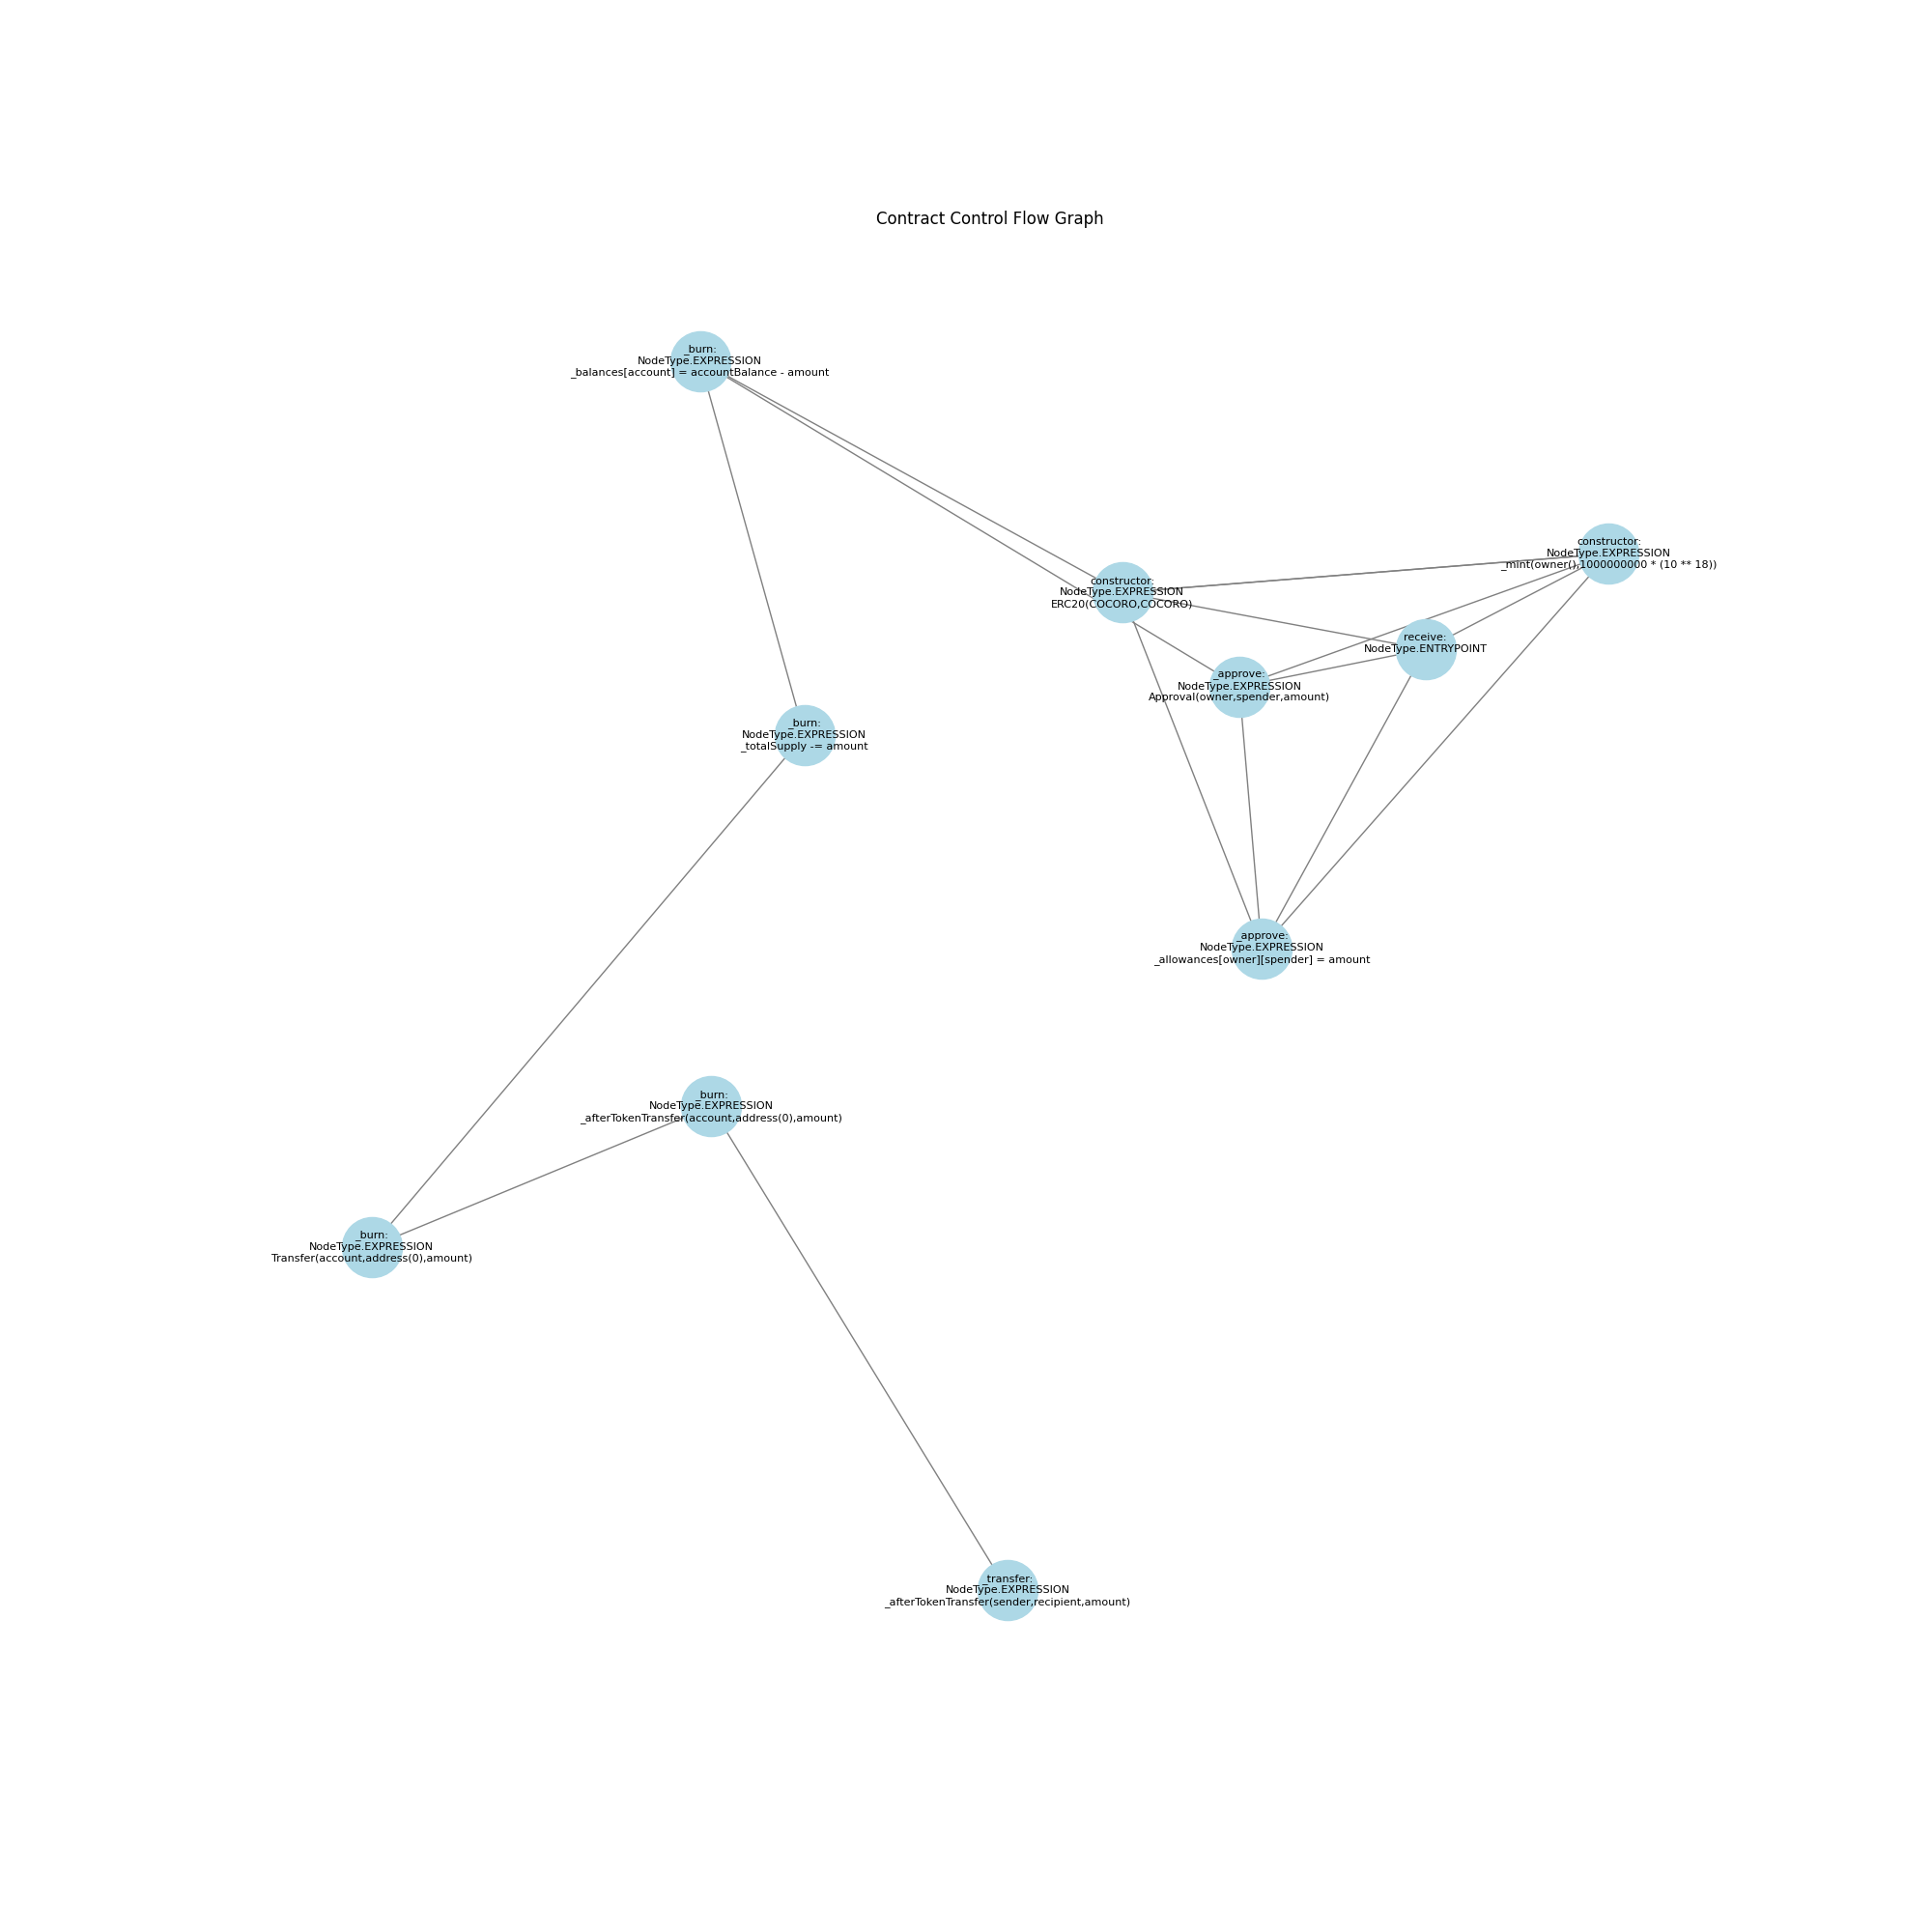 Contract Control Flow Graph
_burn:
NodeType.EXPRESSION
_balances[account] = accountBalance - amount
constructor:
NodeType.EXPRESSION
_mint(owner(),1000000000 * (10 ** 18))
constructor:
NodeType.EXPRESSION
ERC20(COCORO,COCORO)
receive:
NodeType.ENTRYPOINT
_approve:
NodeType.EXPRESSION
Approval(owner,spender,amount)
_burn:
NodeType.EXPRESSION
_totalSupply -= amount
_approve:
NodeType.EXPRESSION
_allowances[owner][spender] = amount
_burn:
NodeType.EXPRESSION
_afterTokenTransfer(account,address(0),amount)
_burn:
NodeType.EXPRESSION
Transfer(account,address(0),amount)
_transfer:
NodeType.EXPRESSION
_afterTokenTransfer(sender,recipient,amount)